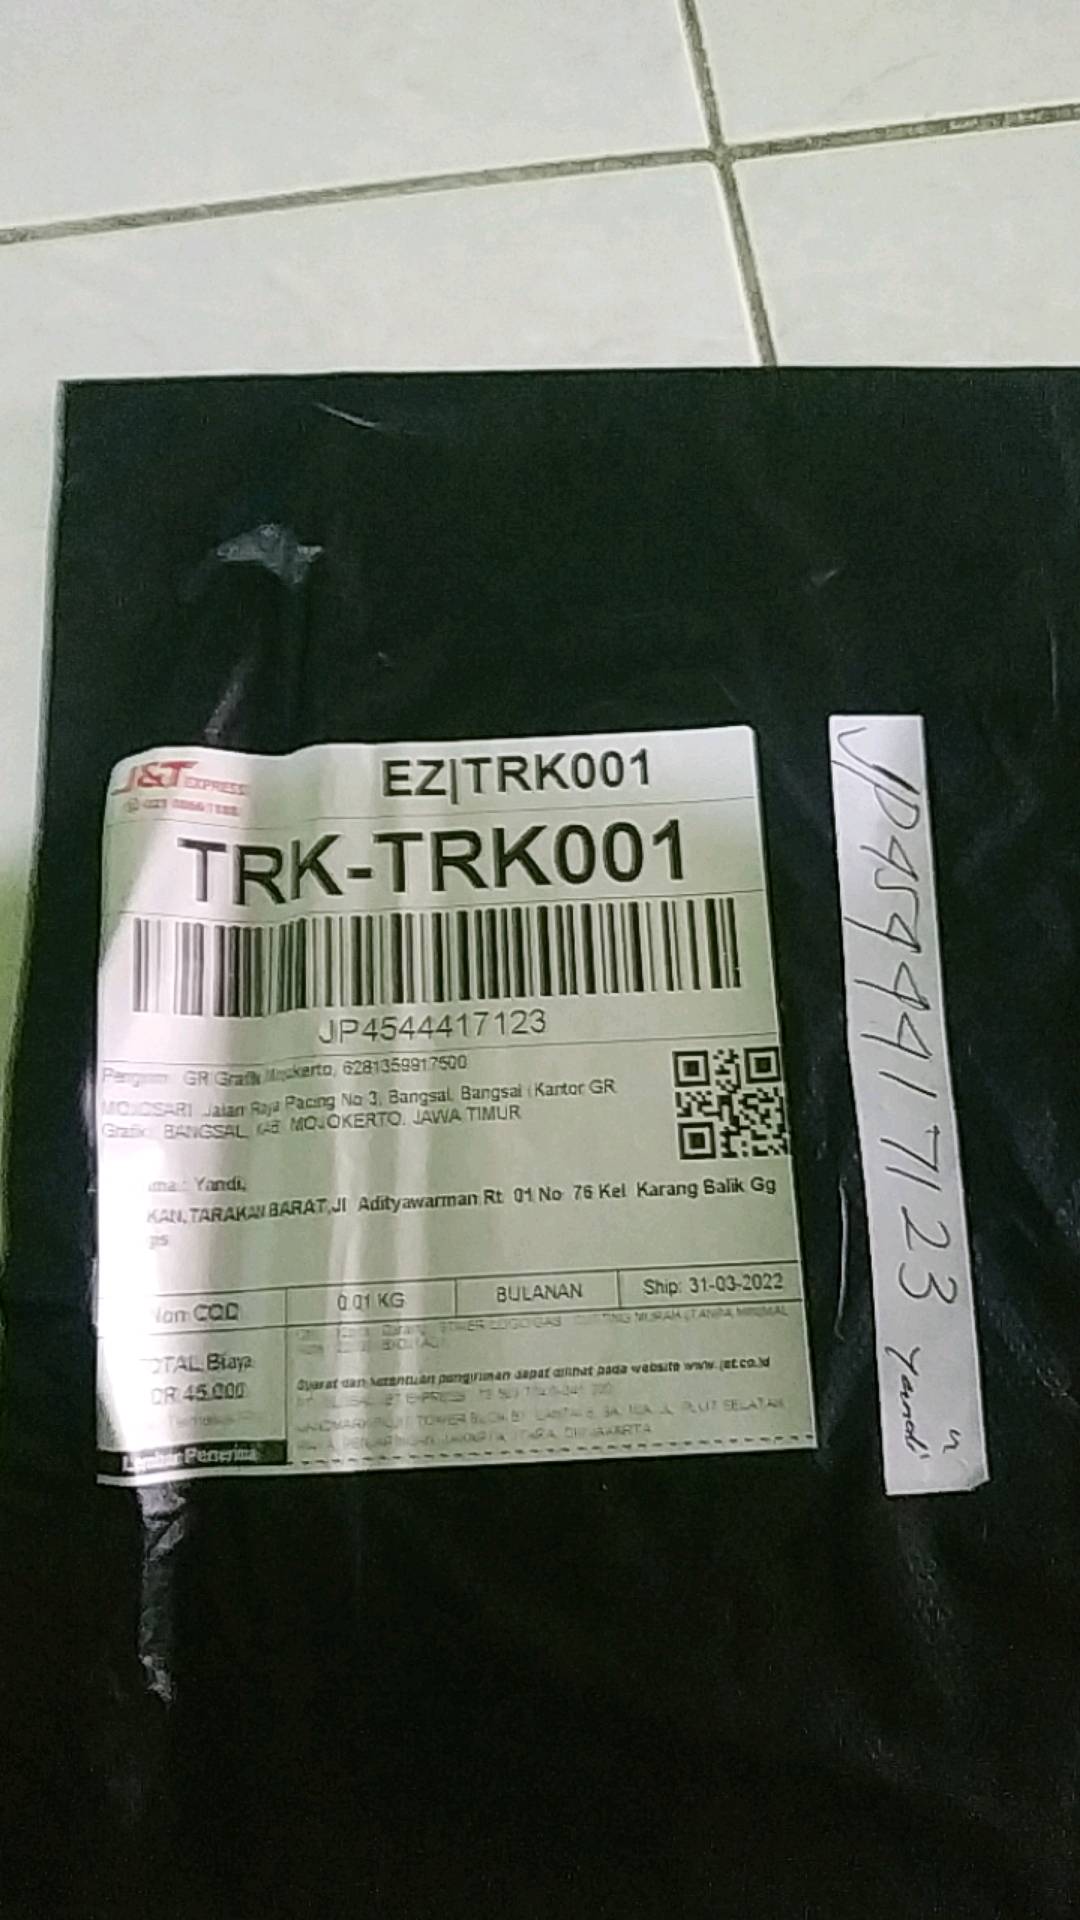 J&T EXPRESS
EZ|TRK001
TRK-TRK001
JP4544417123
Pengirim: GR Grafik Mojokerto, 6281359917500
MOJOSARI, Jalan Raya Pacing No 3, Bangsal, Bangsal (Kantor GR
Grafik), BANGSAL, KAB. MOJOKERTO, JAWA TIMUR
ma : Yandi,
KAN,TARAKAN BARAT,Jl Adityawarman Rt 01 No 76 Kel Karang Balik Gg
Non COD
0.01 KG
BULANAN
Ship: 31-03-2022
OTAL Biaya
DR 45.000
Syarat dan ketentuan pengiriman dapat dilihat pada website www.jet.co.id
Lembar Penerima
JP4544417123
Yandi